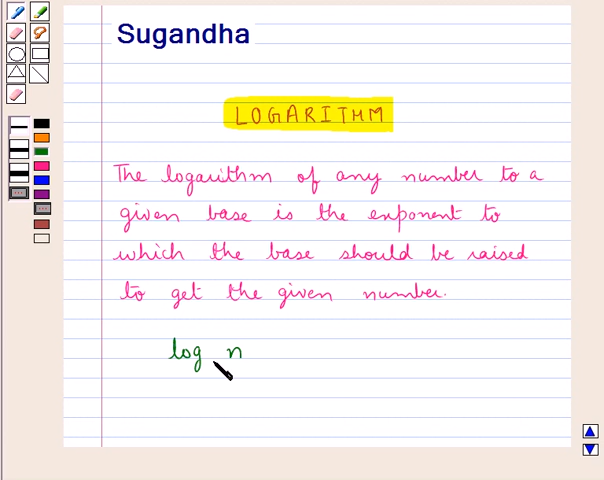 Sugandha
LOGARITHM
The logarithm of any number to a
given base is the exponent to
which the base should be raised
to get the given number.
log n